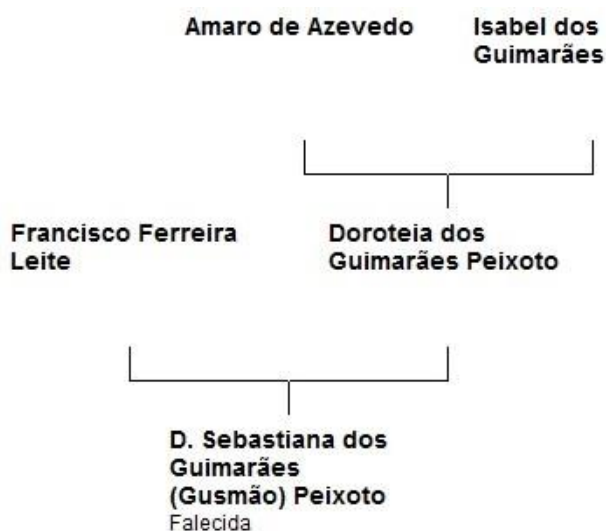 Amaro de Azevedo
Isabel dos
Guimarães
Francisco Ferreira
Leite
Doroteia dos
Guimarães Peixoto
D. Sebastiana dos
Guimarães
(Gusmão) Peixoto
Falecida